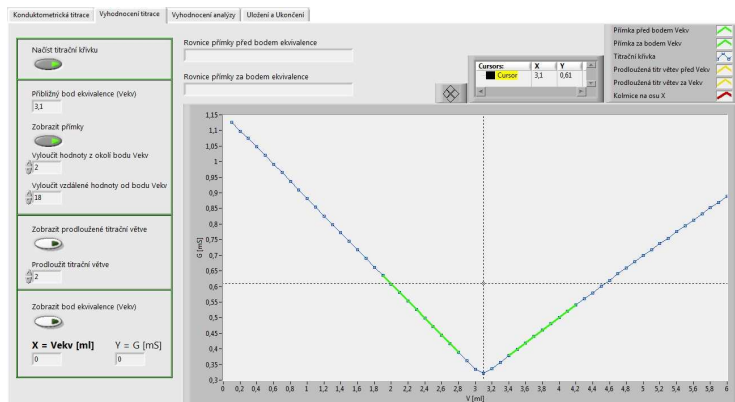 Konduktometrická titrace Vyhodnocení titrace Vyhodnocení analýzy Uložení a Ukončení
Načíst titrační křivku
Přibližný bod ekvivalence (Vekv)
3,1
Zobrazit přímky
Vyloučit hodnoty z okolí bodu Vekv
2
Vyloučit vzdálené hodnoty od bodu Vekv
18
Zobrazit prodloužené titrační větve
Prodloužit titrační větve
2
Zobrazit bod ekvivalence (Vekv)
X = Vekv [ml] Y = G [mS]
0 0
Rovnice přímky před bodem ekvivalence
Rovnice přímky za bodem ekvivalence
Cursors: X Y
Cursor 3,1 0,61
Přímka před bodem Vekv
Přímka za bodem Vekv
Titrační křivka
Prodloužená titr větev před Vekv
Prodloužená titr větev za Vekv
Kolmice na osu X
1,15
1,1
1,05
1
0,95
0,9
0,85
0,8
0,75
0,7
0,65
0,6
0,55
0,5
0,45
0,4
0,35
0,3
G [mS]
0 0,2 0,4 0,6 0,8 1 1,2 1,4 1,6 1,8 2 2,2 2,4 2,6 2,8 3 3,2 3,4 3,6 3,8 4 4,2 4,4 4,6 4,8 5 5,2 5,4 5,6 5,8 6
V [ml]